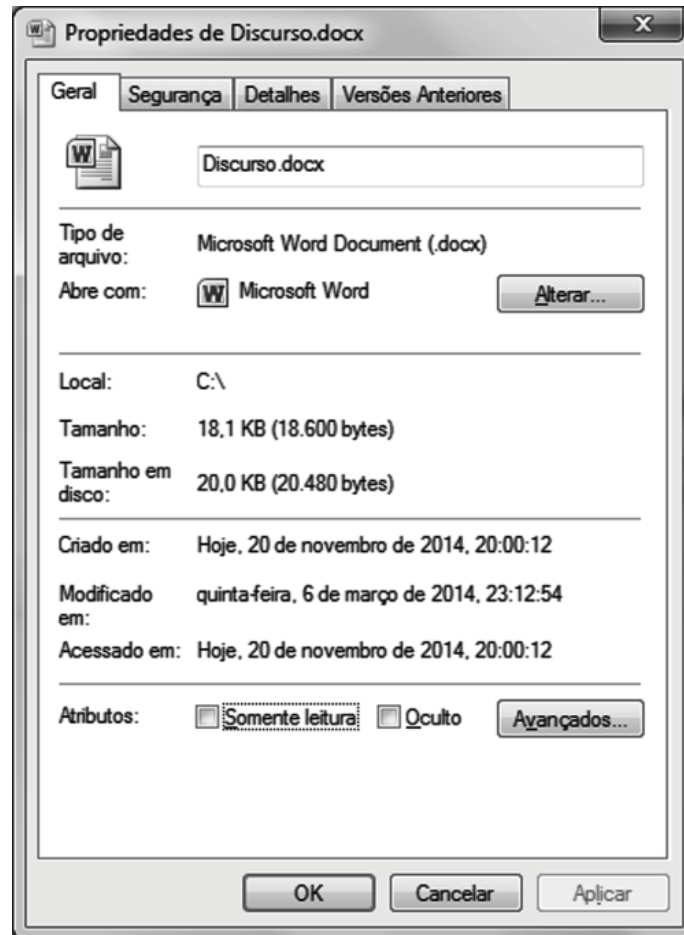 Propriedades de Discurso.docx
X
Geral Segurança Detalhes Versões Anteriores
W
Discurso.docx
Tipo de
arquivo: Microsoft Word Document (.docx)
Abre com: W Microsoft Word Alterar...
Local: C:\
Tamanho: 18,1 KB (18.600 bytes)
Tamanho em
disco: 20,0 KB (20.480 bytes)
Criado em: Hoje, 20 de novembro de 2014, 20:00:12
Modificado quinta-feira, 6 de março de 2014, 23:12:54
em:
Acessado em: Hoje, 20 de novembro de 2014, 20:00:12
Atributos: Somente leitura Oculto Avançados...
OK Cancelar Aplicar